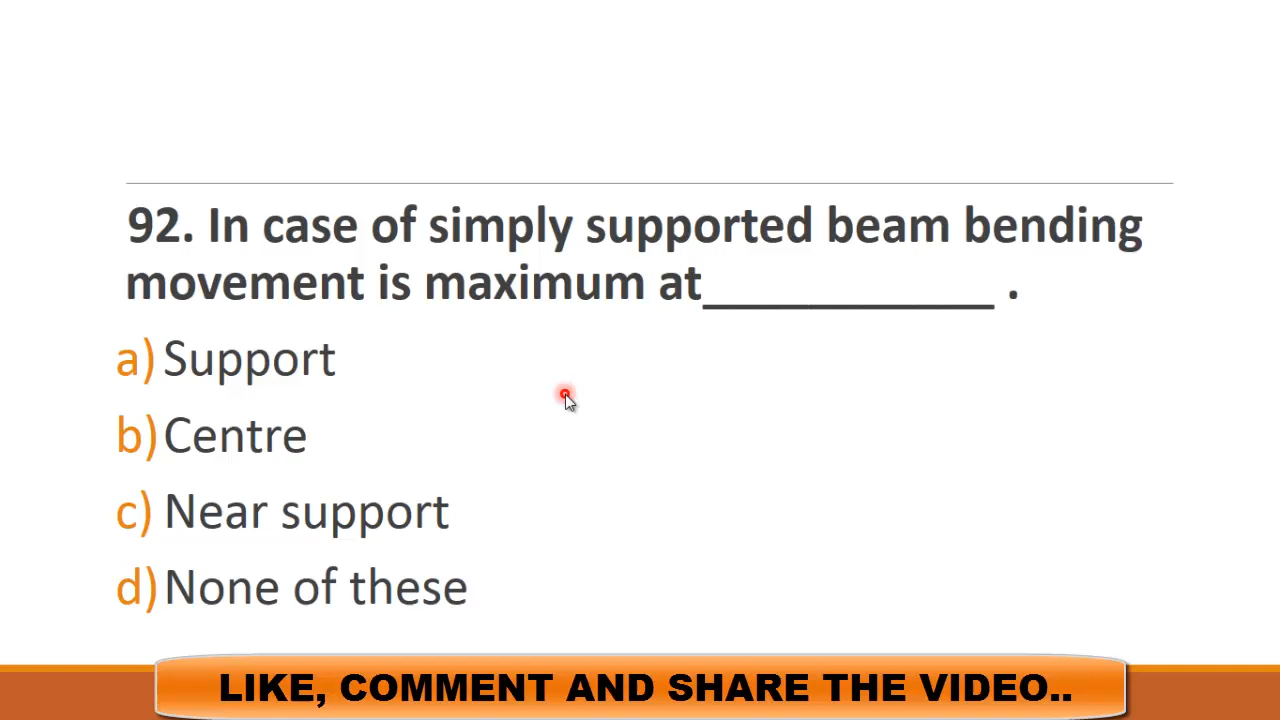 92. In case of simply supported beam bending
movement is maximum at____________ .
a) Support
b) Centre
c) Near support
d) None of these
LIKE, COMMENT AND SHARE THE VIDEO..